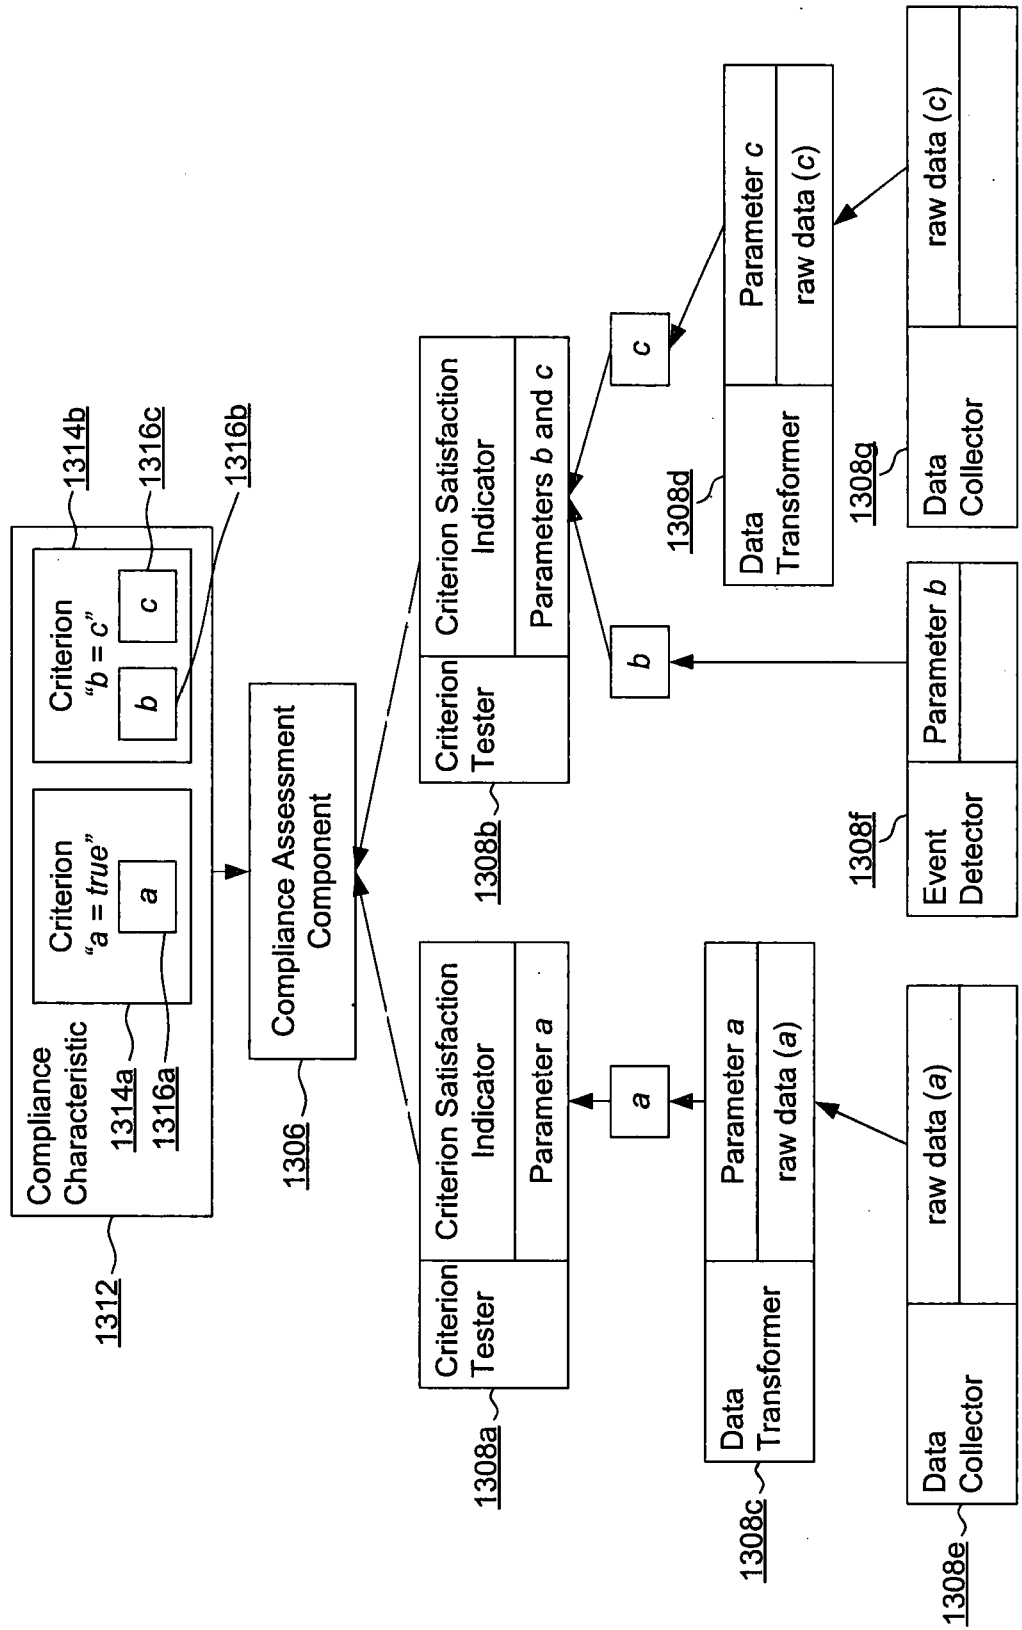 Compliance
Characteristic
1312
1314a
1316a
Criterion
“a = true”
a
Criterion
“b = c”
b
c
1314b
1316c
1316b
Compliance Assessment
Component
1306
Criterion
Tester
Criterion Satisfaction
Indicator
Parameter a
1308a
Criterion
Tester
Criterion Satisfaction
Indicator
Parameters b and c
1308b
a
b
c
Data
Transformer
Parameter a
raw data (a)
1308c
1308d
Data
Transformer
Parameter c
raw data (c)
Data
Collector
raw data (a)
1308e
1308f
Event
Detector
Parameter b
1308g
Data
Collector
raw data (c)